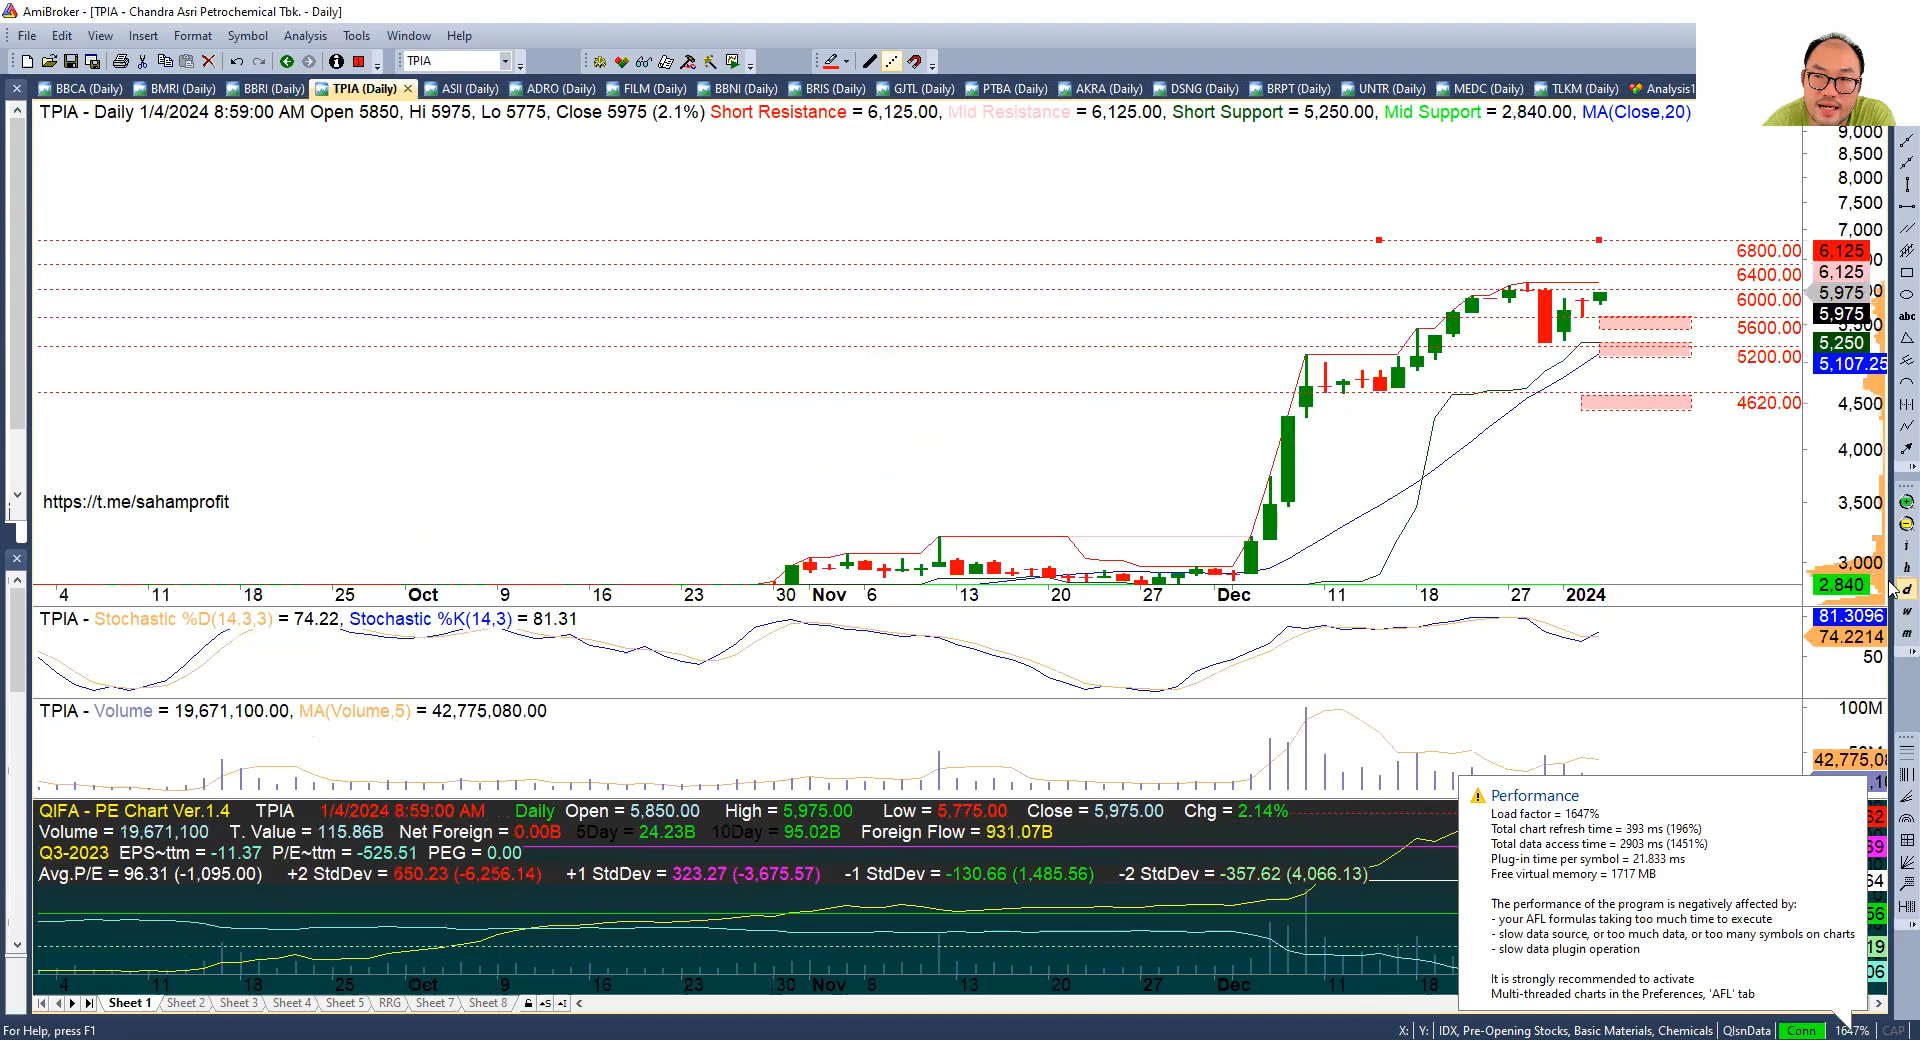 AmiBroker - [TPIA - Chandra Asri Petrochemical Tbk. - Daily]
File Edit View Insert Format Symbol Analysis Tools Window Help
TPIA
BBCA (Daily) BMRI (Daily) BBRI (Daily) TPIA (Daily) ASII (Daily) ADRO (Daily) FILM (Daily) BBNI (Daily) BRIS (Daily) GJTL (Daily) PTBA (Daily) AKRA (Daily) DSNG (Daily) BRPT (Daily) UNTR (Daily) MEDC (Daily) TLKM (Daily) Analysis1
TPIA - Daily 1/4/2024 8:59:00 AM Open 5850, Hi 5975, Lo 5775, Close 5975 (2.1%) Short Resistance = 6,125.00, Mid Resistance = 6,125.00, Short Support = 5,250.00, Mid Support = 2,840.00, MA(Close,20)
9,000
8,500
8,000
7,500
7,000
6800.00 6,125
6400.00 6,125
5,975
6000.00
5,975
5600.00
5,250
5200.00
5,107.25
4620.00 4,500
4,000
https://t.me/sahamprofit
3,500
3,000
2,840
4 11 18 25 Oct 9 16 23 30 Nov 6 13 20 27 Dec 11 18 27 2024
TPIA - Stochastic %D(14,3,3) = 74.22, Stochastic %K(14,3) = 81.31
81.3096
74.2214
50
TPIA - Volume = 19,671,100.00, MA(Volume,5) = 42,775,080.00
100M
42,775,08
QIFA - PE Chart Ver.1.4 TPIA 1/4/2024 8:59:00 AM Daily Open = 5,850.00 High = 5,975.00 Low = 5,775.00 Close = 5,975.00 Chg = 2.14%
Volume = 19,671,100 T. Value = 115.86B Net Foreign = 0.00B 5Day = 24.23B 10Day = 95.02B Foreign Flow = 931.07B
Q3-2023 EPS~ttm = -11.37 P/E~ttm = -525.51 PEG = 0.00
Avg.P/E = 96.31 (-1,095.00) +2 StdDev = 550.23 (-6,256.14) +1 StdDev = 323.27 (-3,675.57) -1 StdDev = -130.66 (1,485.56) -2 StdDev = -357.62 (4,066.13)
4 11 18 25 Oct 9 16 23 30 Nov 6 13 20 27 Dec 11 18
Performance
Load factor = 1647%
Total chart refresh time = 393 ms (196%)
Total data access time = 2903 ms (1451%)
Plug-in time per symbol = 21.833 ms
Free virtual memory = 1717 MB
The performance of the program is negatively affected by:
- your AFL formulas taking too much time to execute
- slow data source, or too much data, or too many symbols on charts
- slow data plugin operation
It is strongly recommended to activate
Multi-threaded charts in the Preferences, 'AFL' tab
Sheet 1 Sheet 2 Sheet 3 Sheet 4 Sheet 5 RRG Sheet 7 Sheet 8
For Help, press F1
X: Y: IDX, Pre-Opening Stocks, Basic Materials, Chemicals QlsnData Conn 1647% CAP